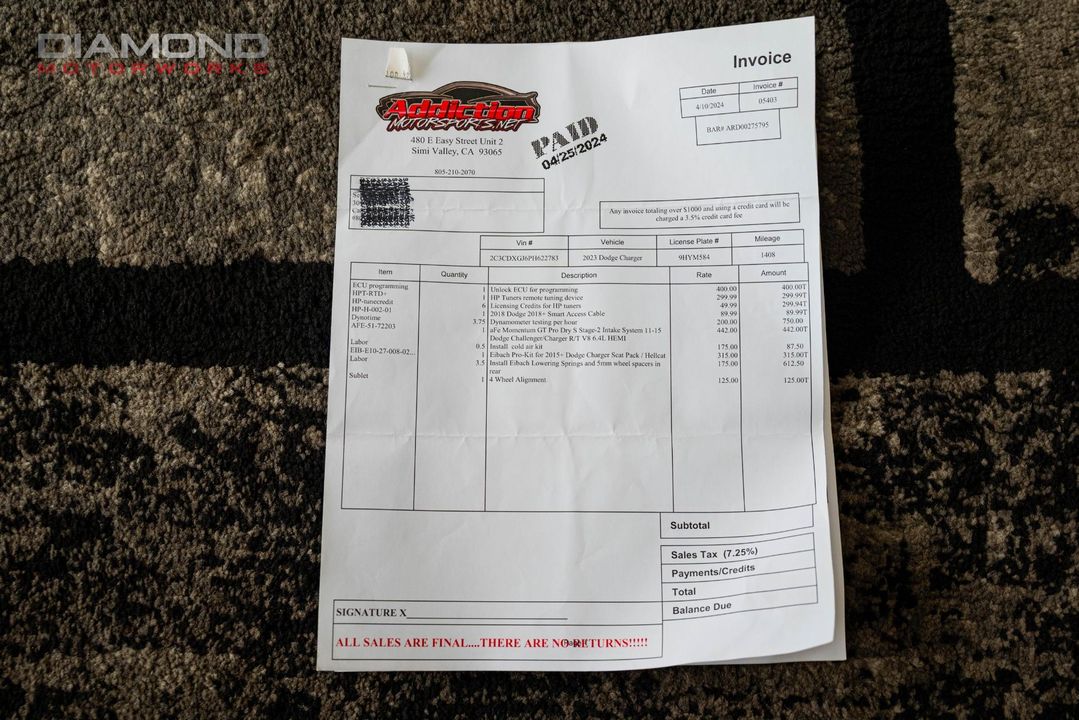 DIAMOND
MOTORWORKS
Invoice
Date Invoice #
4/10/2024 05403
BAR# ARD00275795
Addiction
MOTORSPORTS.NET
480 E Easy Street Unit 2
Simi Valley, CA 93065
PAID
04/25/2024
805-210-2070
Any invoice totaling over $1000 and using a credit card will be
charged a 3.5% credit card fee
Vin # Vehicle License Plate # Mileage
2C3CDXGJ6PH622783 2023 Dodge Charger 9HYM584 1408
Item Quantity Description Rate Amount
ECU programming 1 Unlock ECU for programming 400.00 400.00T
HPT-RTD+ 1 HP Tuners remote tuning device 299.99 299.99T
HP-tunecredit 6 Licensing Credits for HP tuners 49.99 299.94T
HP-H-002-01 1 2018 Dodge 2018+ Smart Access Cable 89.99 89.99T
Dynotime 3.75 Dynamometer testing per hour 200.00 750.00
AFE-51-72203 1 aFe Momentum GT Pro Dry S Stage-2 Intake System 11-15 442.00 442.00T
Dodge Challenger/Charger R/T V8 6.4L HEMI
Labor 0.5 Install cold air kit 175.00 87.50
EIB-E10-27-008-02... 1 Eibach Pro-Kit for 2015+ Dodge Charger Scat Pack / Hellcat 315.00 315.00T
Labor 3.5 Install Eibach Lowering Springs and 5mm wheel spacers in 175.00 612.50
rear
Sublet 1 4 Wheel Alignment 125.00 125.00T
Subtotal
Sales Tax (7.25%)
Payments/Credits
Total
Balance Due
SIGNATURE X
ALL SALES ARE FINAL....THERE ARE NO RETURNS!!!!!